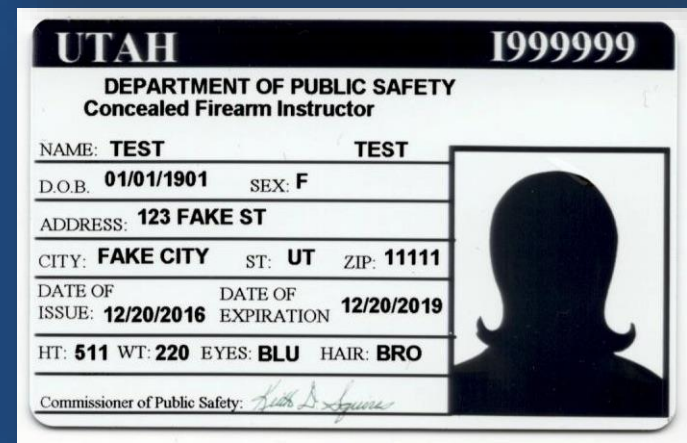 UTAH I999999
DEPARTMENT OF PUBLIC SAFETY
Concealed Firearm Instructor
NAME: TEST TEST
D.O.B. 01/01/1901 SEX: F
ADDRESS: 123 FAKE ST
CITY: FAKE CITY ST: UT ZIP: 11111
DATE OF ISSUE: 12/20/2016 DATE OF EXPIRATION 12/20/2019
HT: 511 WT: 220 EYES: BLU HAIR: BRO
Commissioner of Public Safety: Keith D. Squires